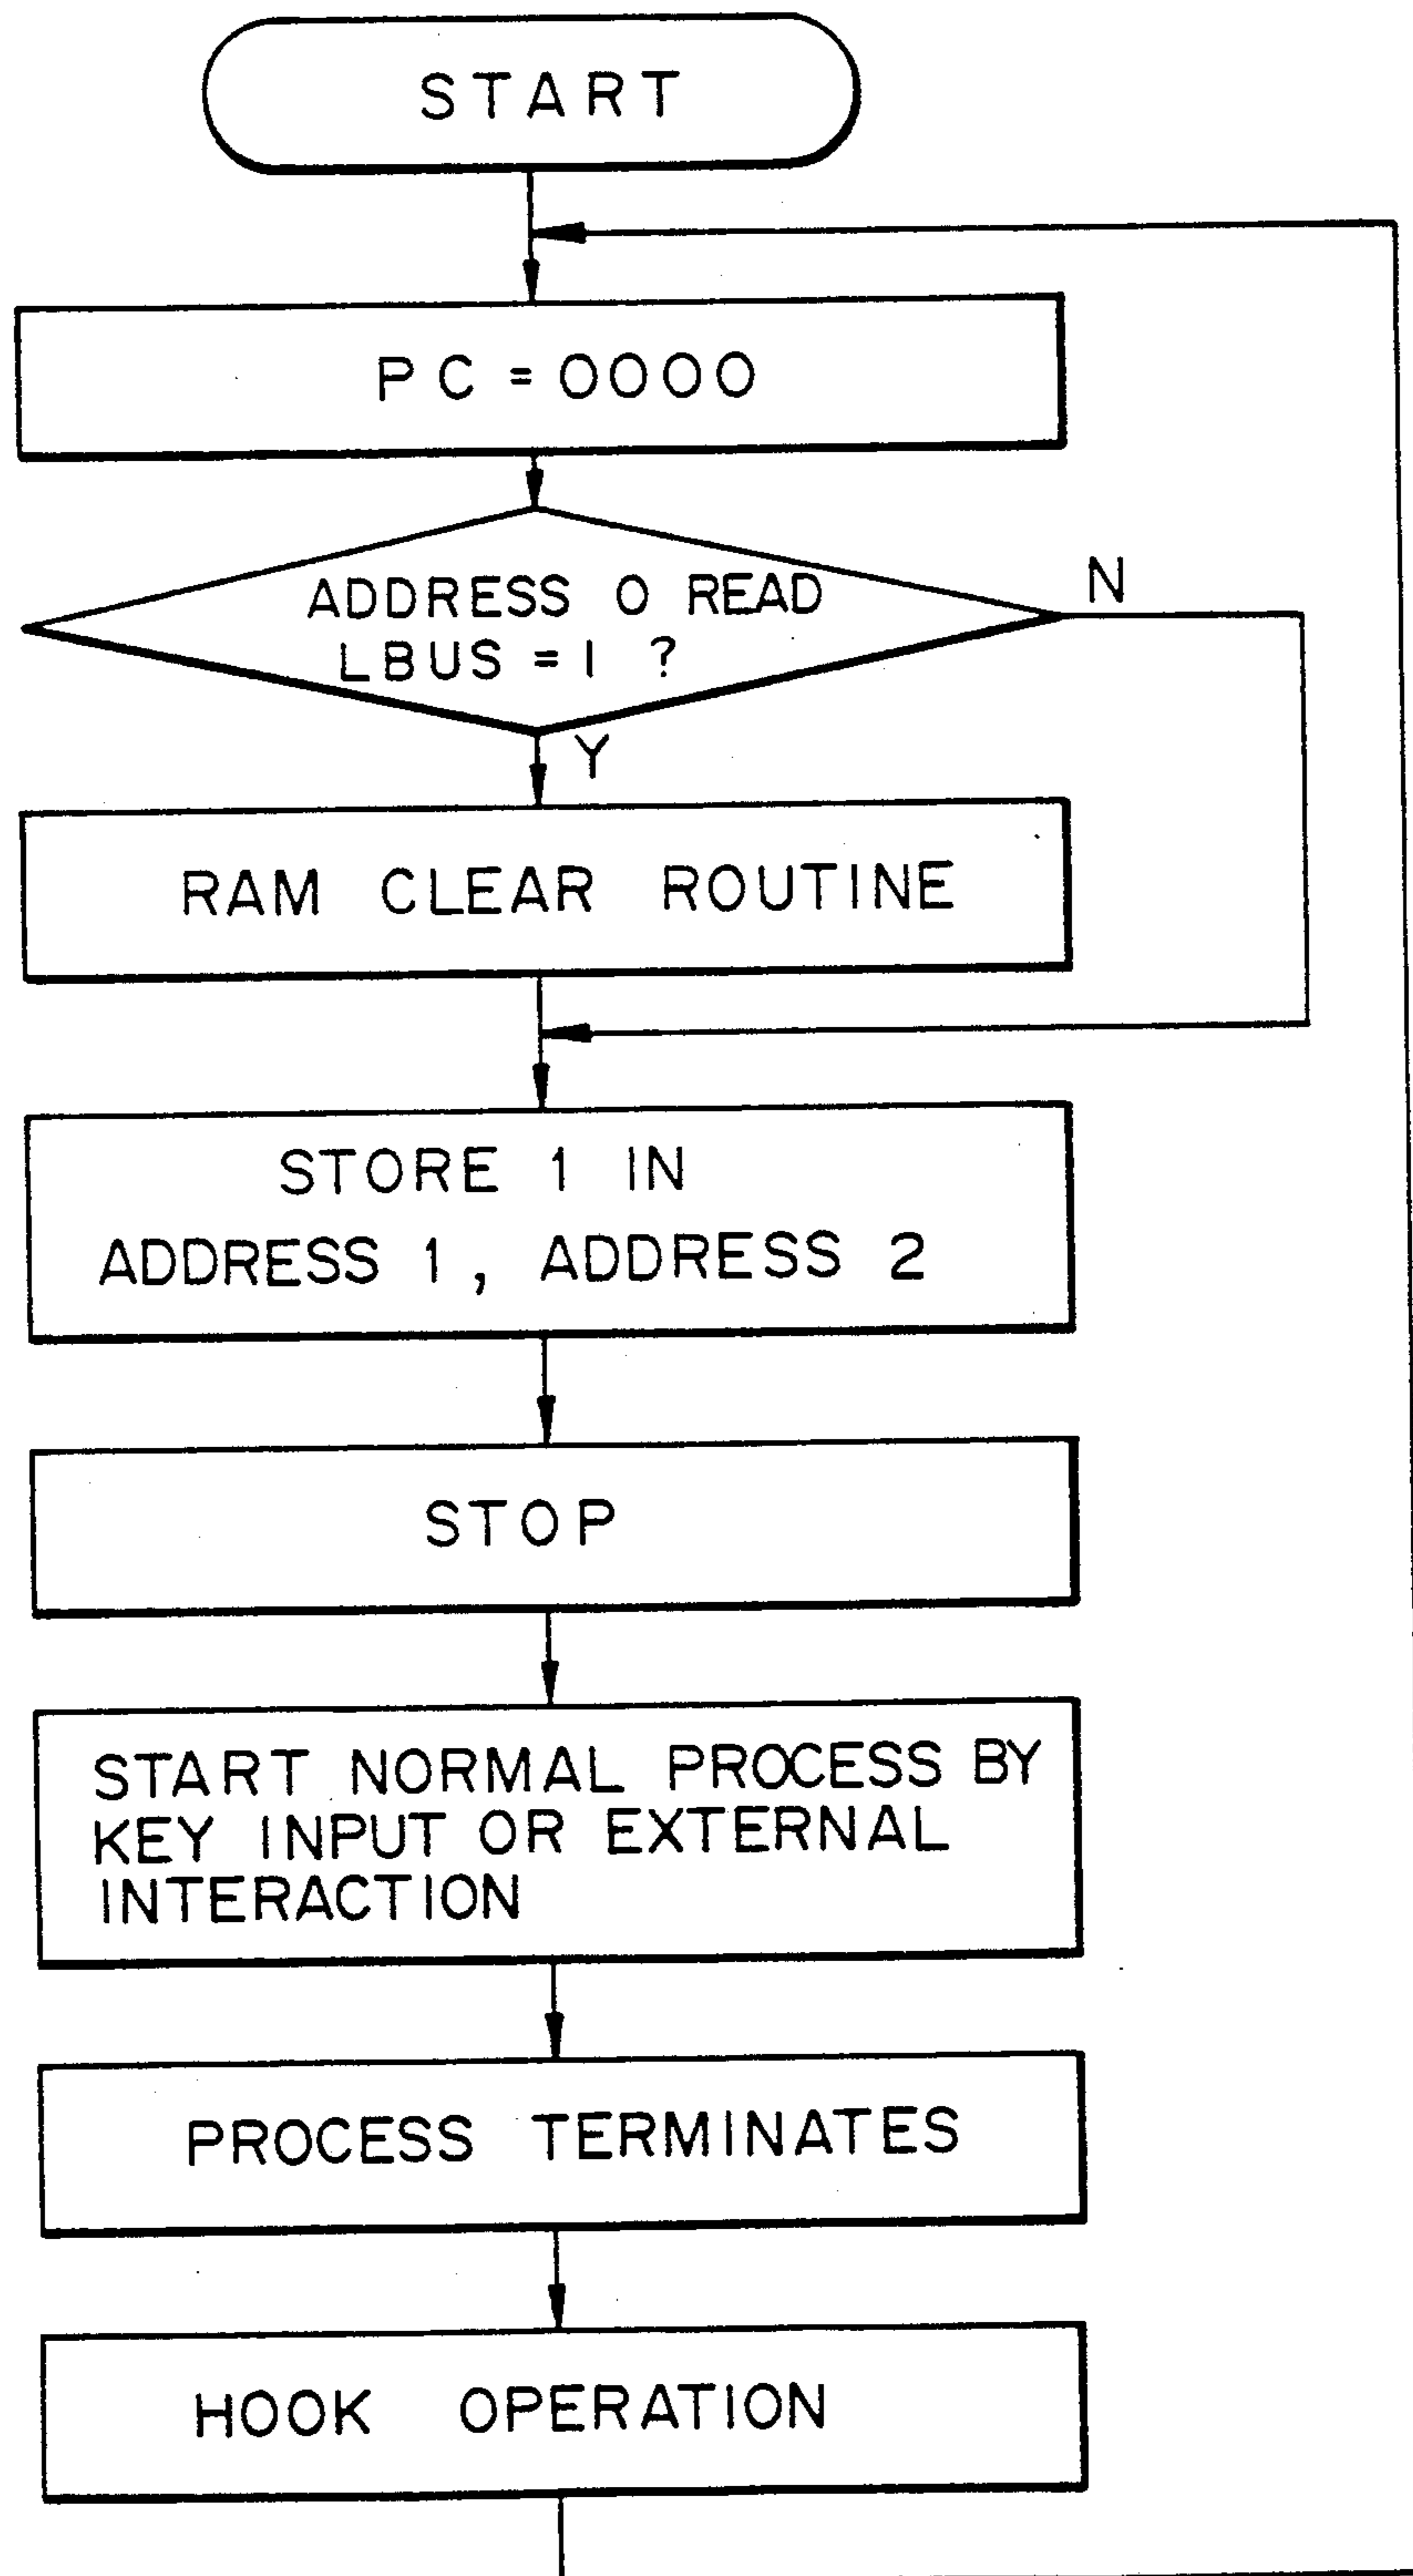 START
PC = 0000
ADDRESS 0 READ
LBUS = 1 ?
N
Y
RAM CLEAR ROUTINE
STORE 1 IN
ADDRESS 1, ADDRESS 2
STOP
START NORMAL PROCESS BY
KEY INPUT OR EXTERNAL
INTERACTION
PROCESS TERMINATES
HOOK OPERATION